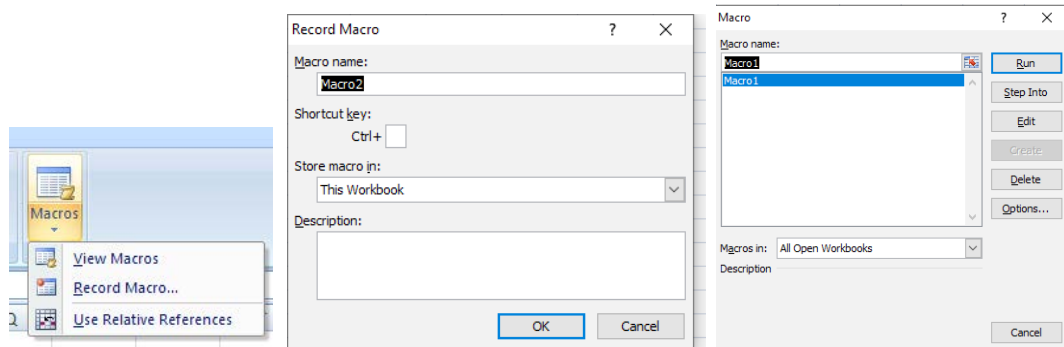 Macros
View Macros
Record Macro...
Use Relative References
Record Macro ?
Macro name:
Macro2
Shortcut key:
Ctrl+
Store macro in:
This Workbook
Description:
OK Cancel
Macro ?
Macro name:
Macro1
Macro1
Run
Step Into
Edit
Create
Delete
Options...
Macros in: All Open Workbooks
Description
Cancel